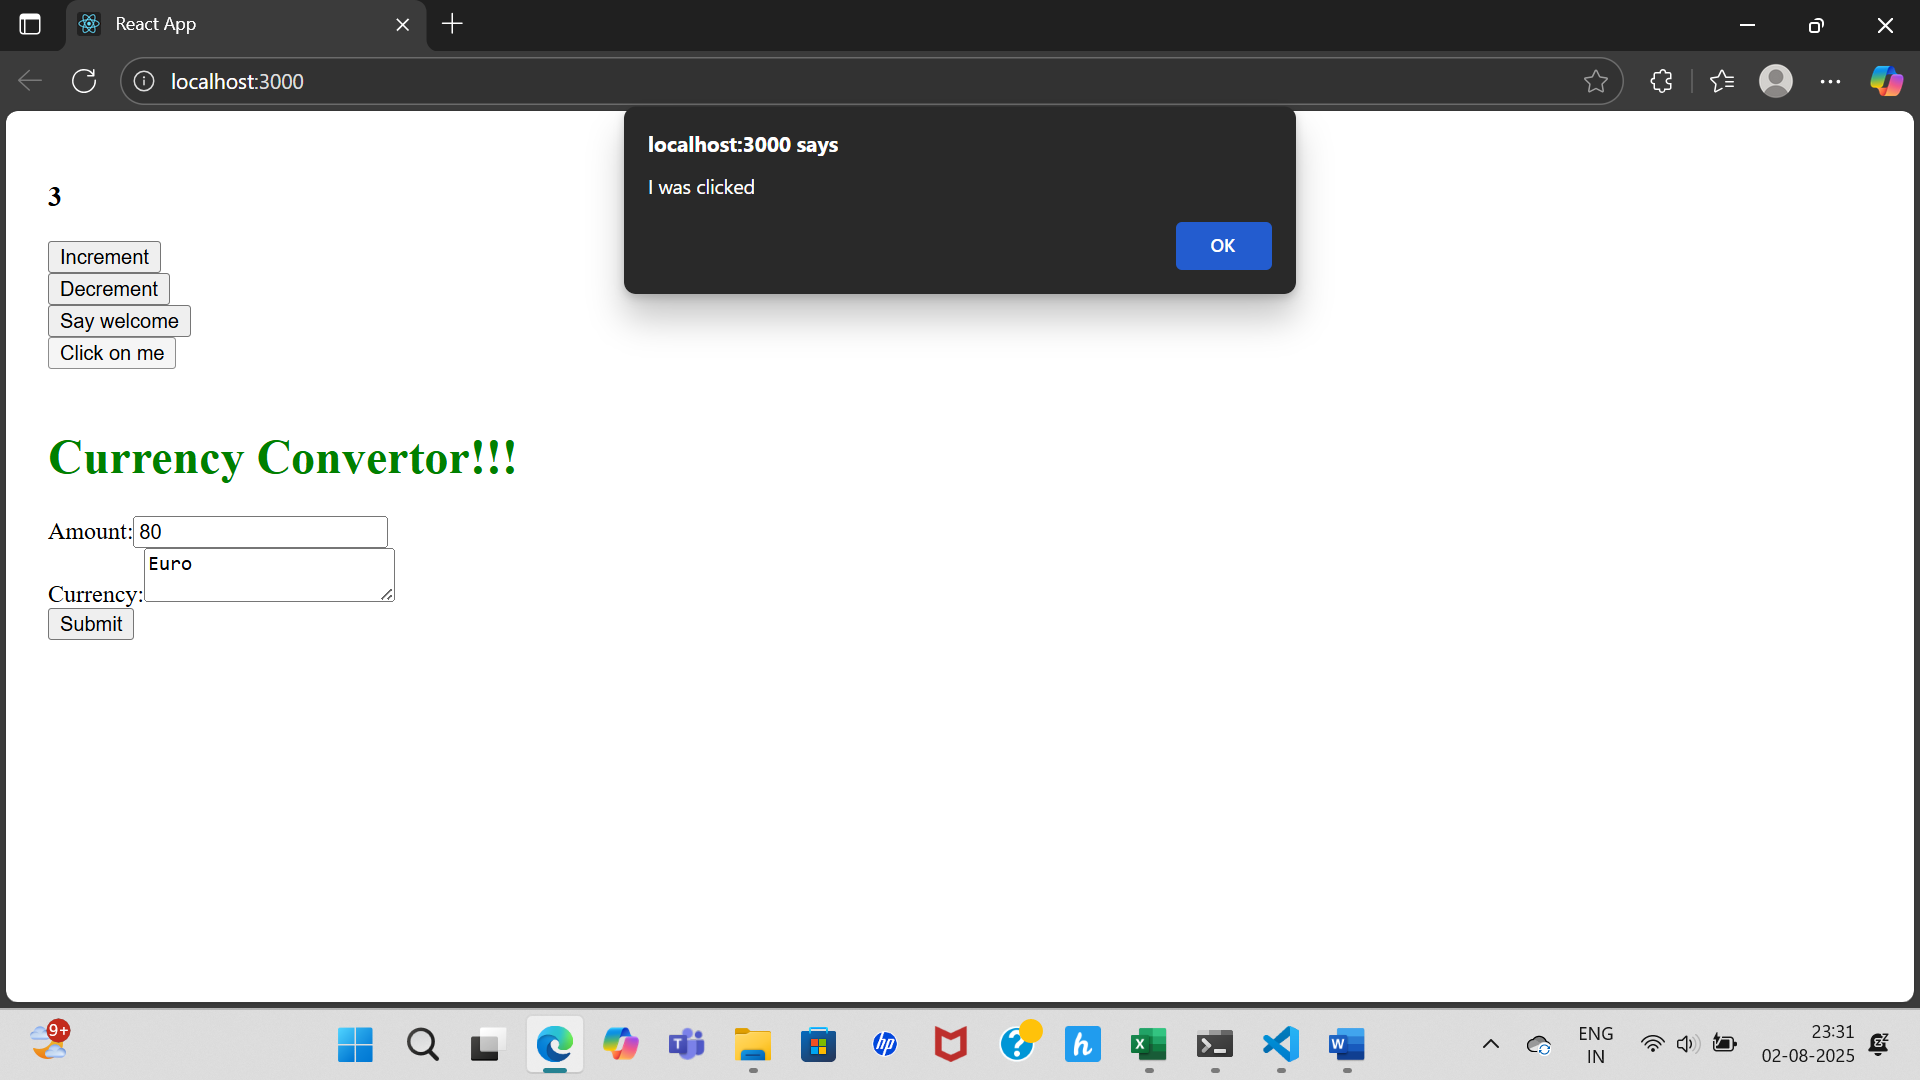 React App
localhost:3000
localhost:3000 says
I was clicked
OK
3
Increment
Decrement
Say welcome
Click on me
Currency Convertor!!!
Amount: 80
Euro
Currency:
Submit
9+
T
hp
?
h
X
W
ENG
IN
23:31
02-08-2025